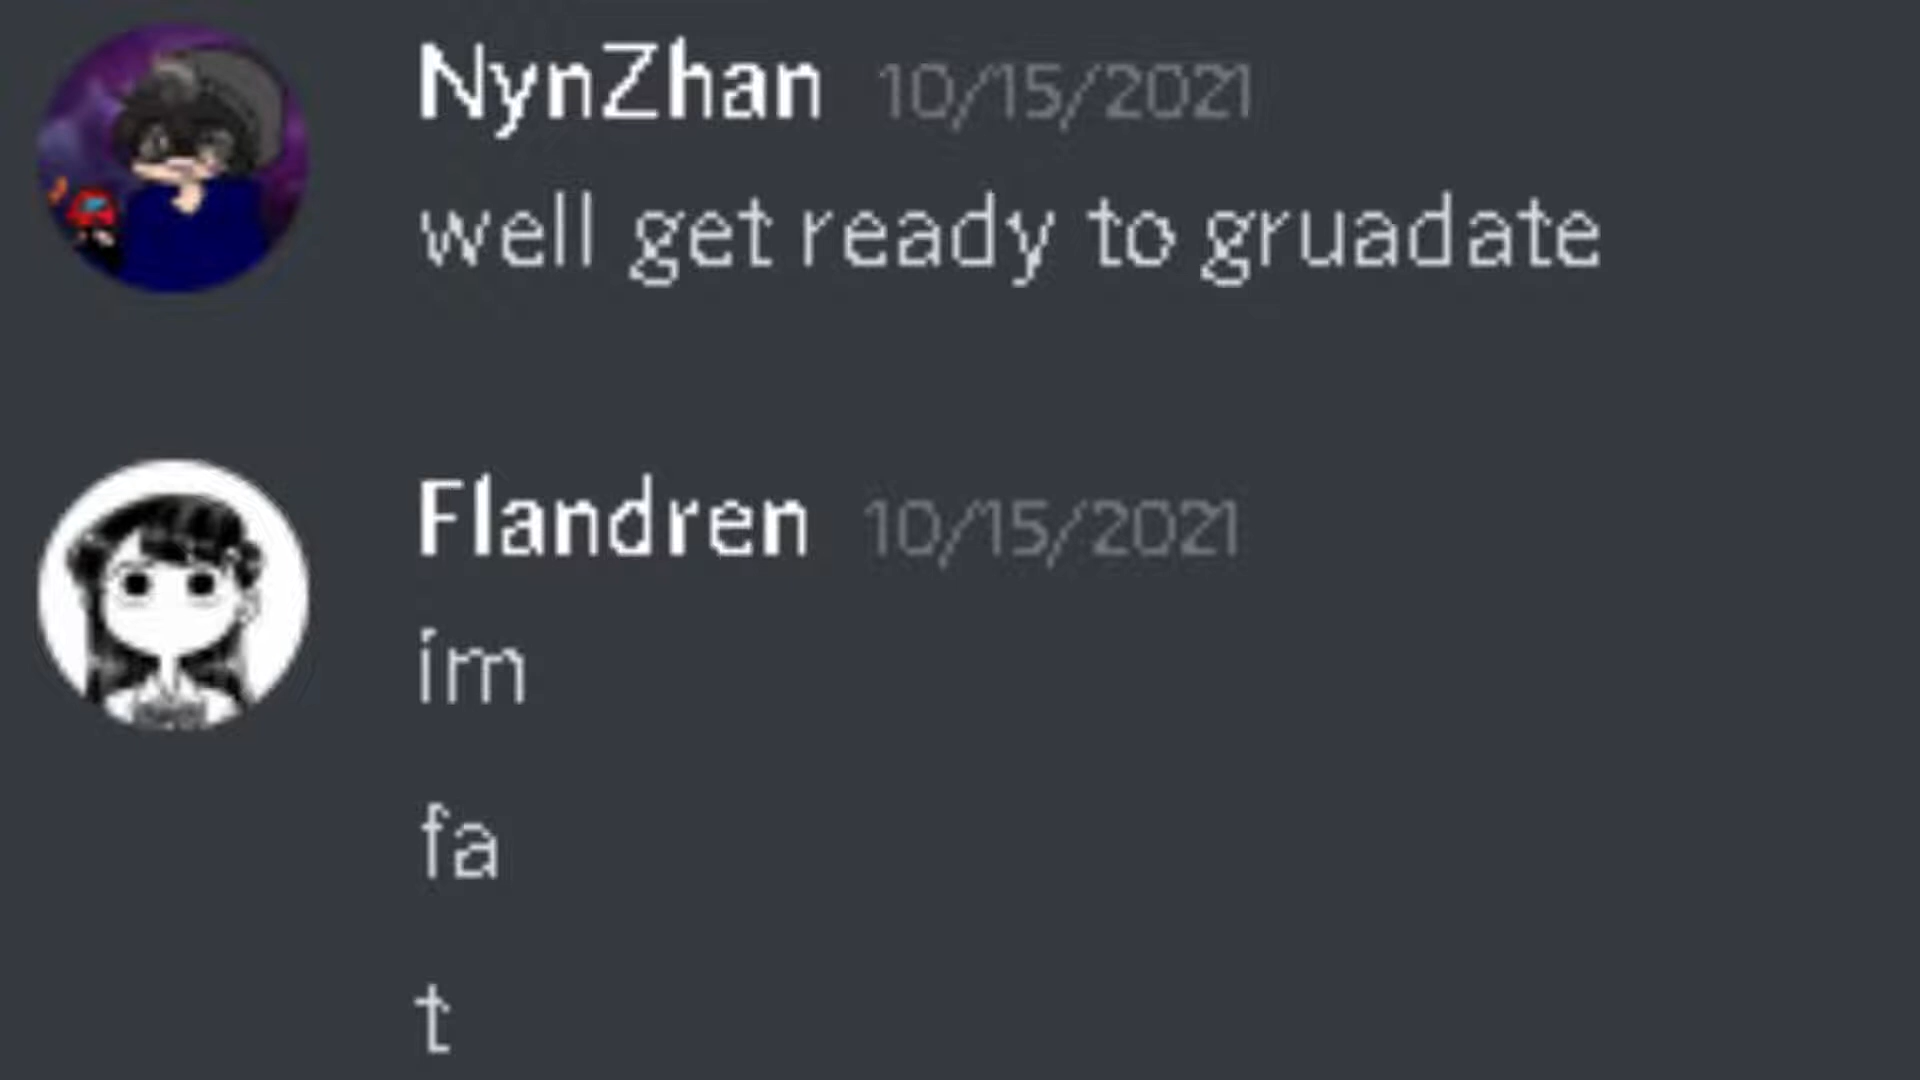 NynZhan 10/15/2021
well get ready to gruadate
Flandren 10/15/2021
im
fa
t